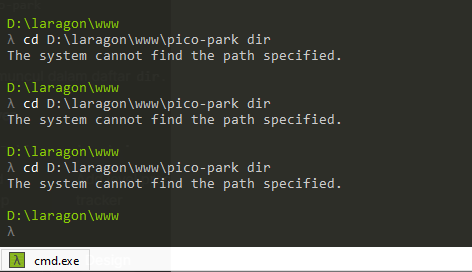 D:\laragon\www
λ cd D:\laragon\www\pico-park dir
The system cannot find the path specified.
D:\laragon\www
λ cd D:\laragon\www\pico-park dir
The system cannot find the path specified.
D:\laragon\www
λ cd D:\laragon\www\pico-park dir
The system cannot find the path specified.
D:\laragon\www
λ
λ cmd.exe